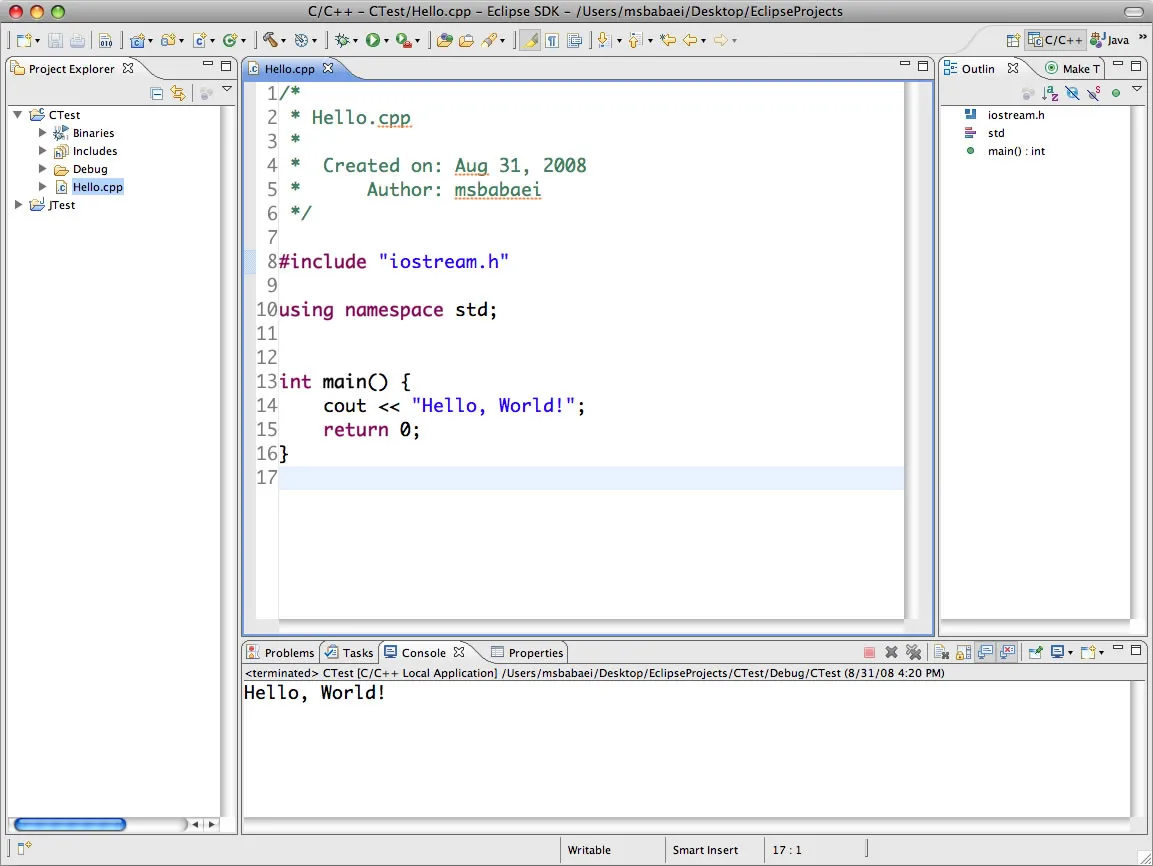 C/C++ - CTest/Hello.cpp - Eclipse SDK - /Users/msbabaei/Desktop/EclipseProjects
C/C++
Java
»
Project Explorer
CTest
Binaries
Includes
Debug
Hello.cpp
JTest
Hello.cpp
1/*
2 * Hello.cpp
3 *
4 *  Created on: Aug 31, 2008
5 *      Author: msbabaei
6 */
7
8#include "iostream.h"
9
10using namespace std;
11
12
13int main() {
14    cout << "Hello, World!";
15    return 0;
16}
17
Outlin
Make T
iostream.h
std
main() : int
Problems
Tasks
Console
Properties
<terminated> CTest [C/C++ Local Application] /Users/msbabaei/Desktop/EclipseProjects/CTest/Debug/CTest (8/31/08 4:20 PM)
Hello, World!
Writable
Smart Insert
17 : 1